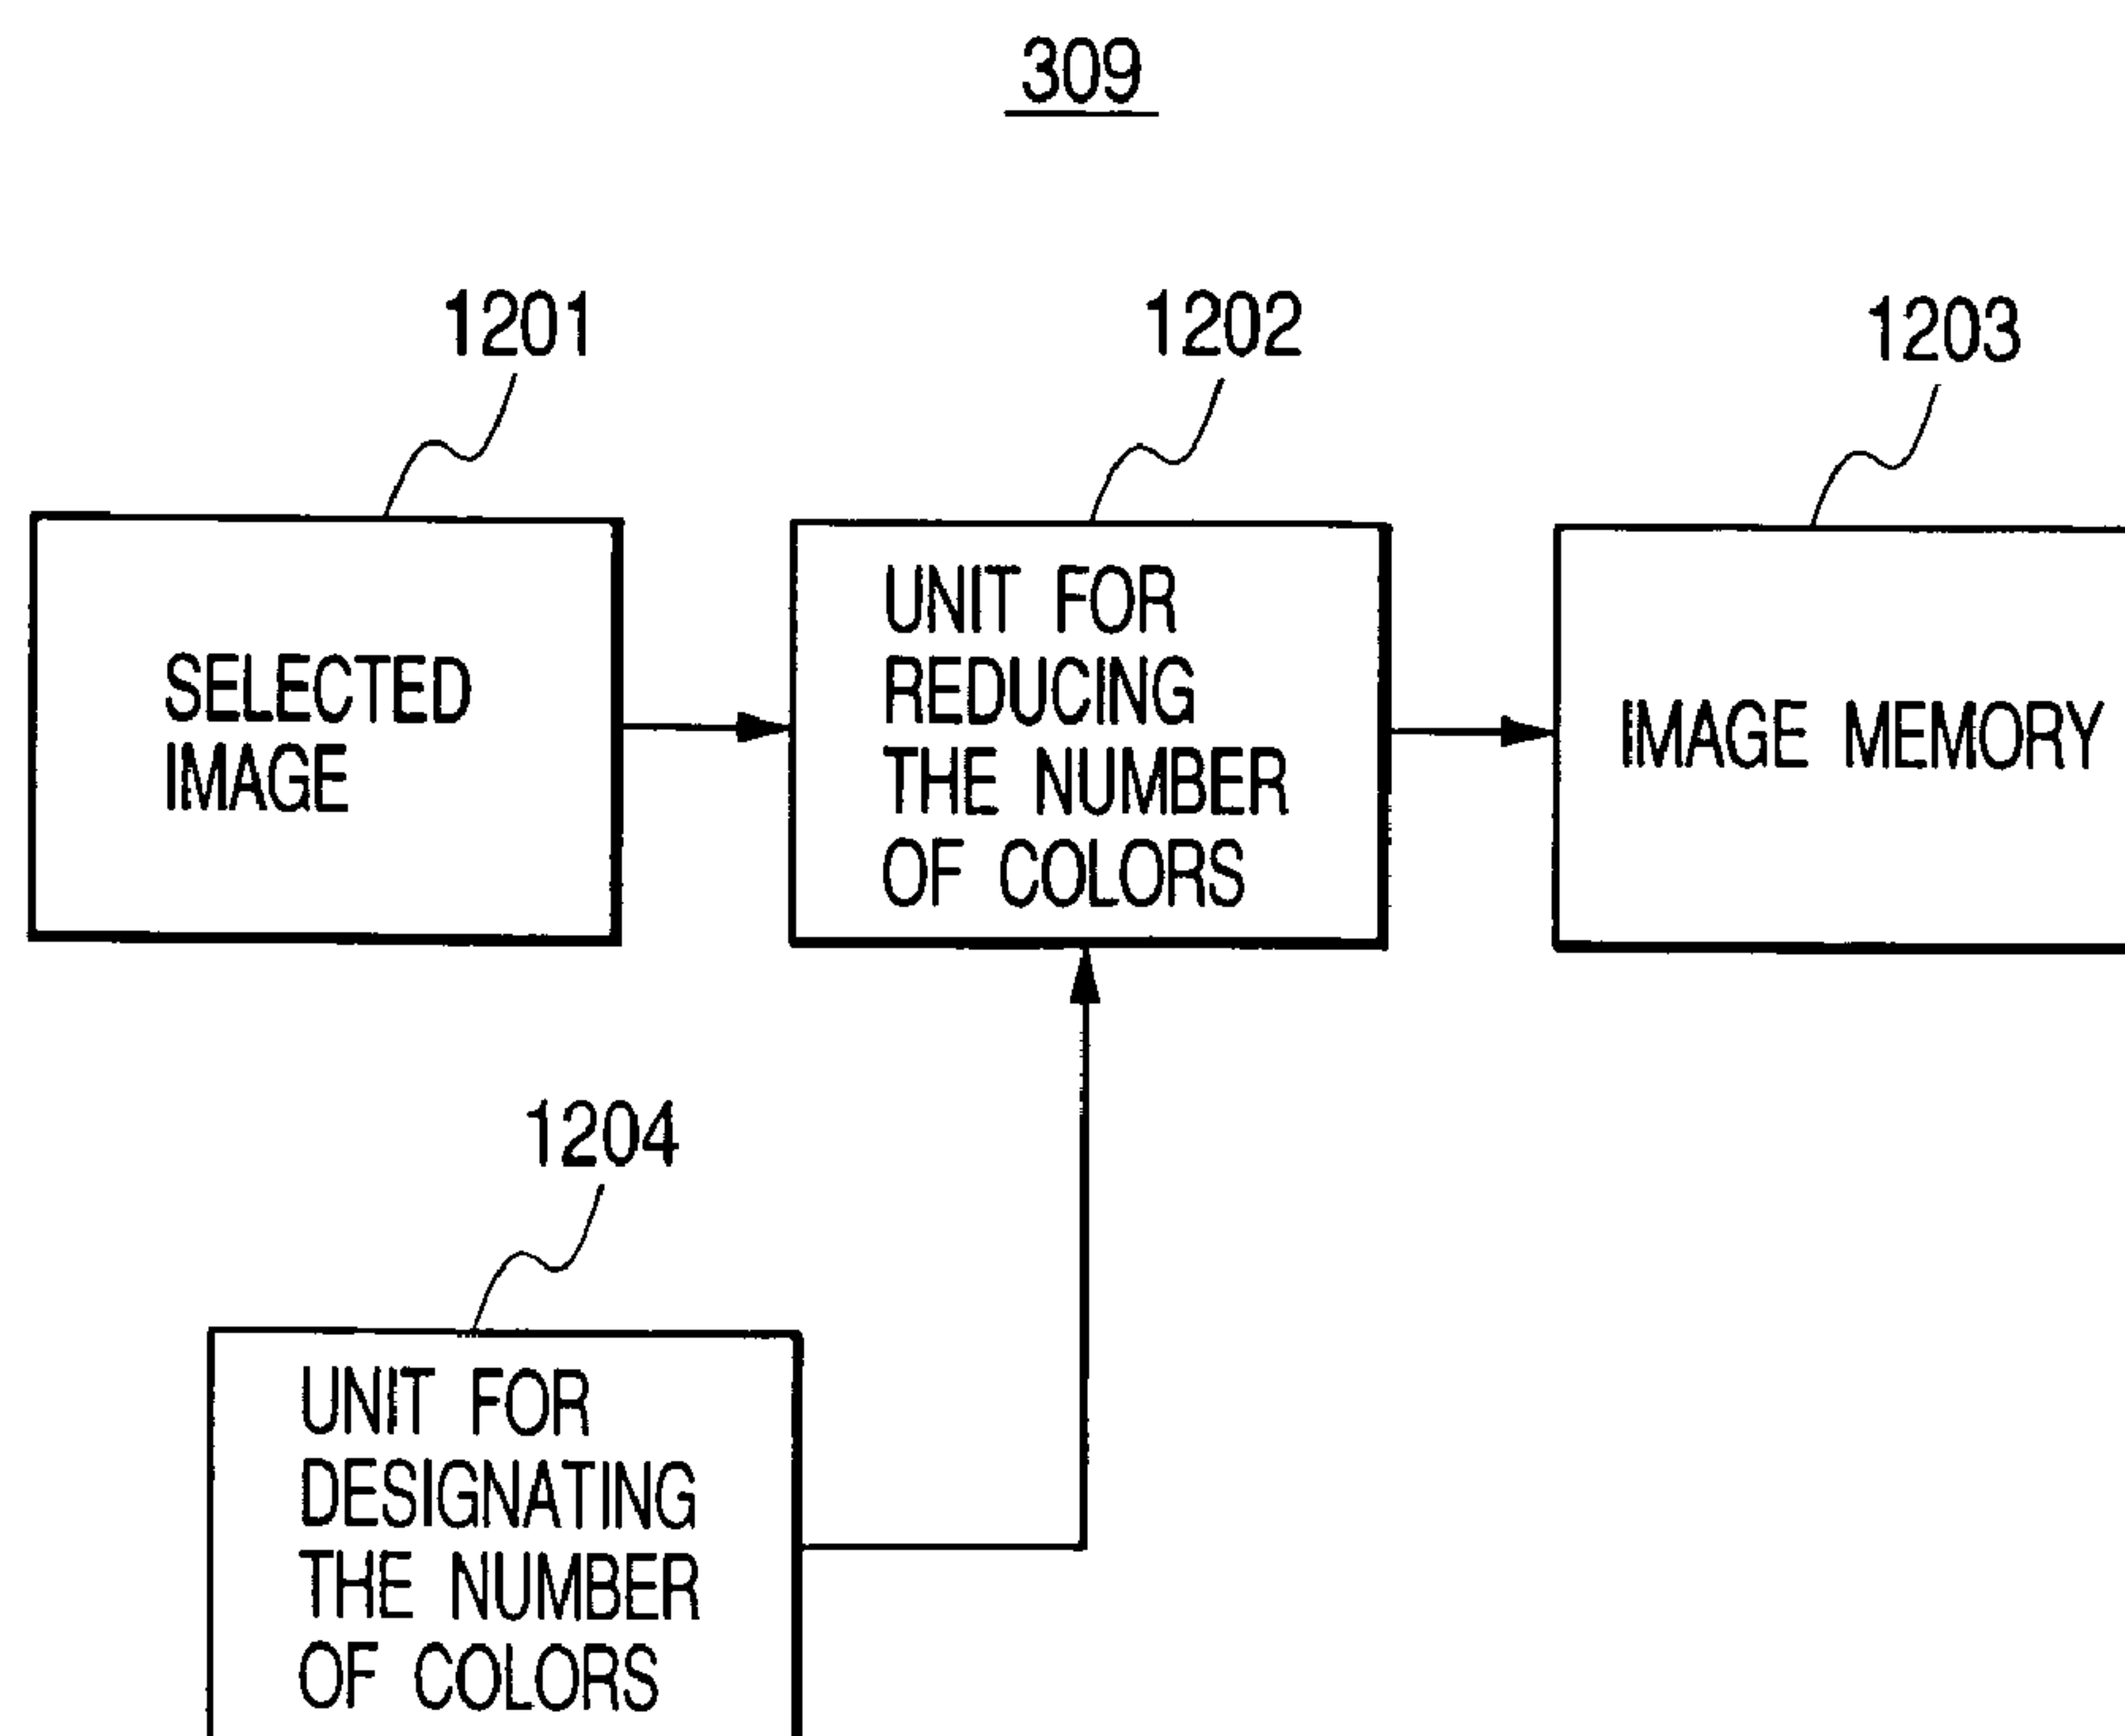 309
1201
1202
1203
SELECTED
IMAGE
UNIT FOR
REDUCING
THE NUMBER
OF COLORS
IMAGE MEMORY
1204
UNIT FOR
DESIGNATING
THE NUMBER
OF COLORS